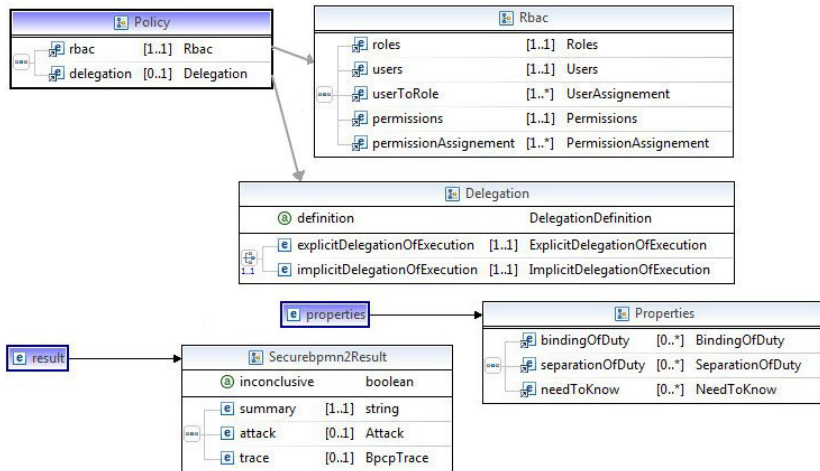 Policy
rbac [1..1] Rbac
delegation [0..1] Delegation
Rbac
roles [1..1] Roles
users [1..1] Users
userToRole [1..*] UserAssignement
permissions [1..1] Permissions
permissionAssignement [1..*] PermissionAssignement
Delegation
a definition DelegationDefinition
e explicitDelegationOfExecution [1..1] ExplicitDelegationOfExecution
e implicitDelegationOfExecution [1..1] ImplicitDelegationOfExecution
1..1
e properties
Properties
bindingOfDuty [0..*] BindingOfDuty
separationOfDuty [0..*] SeparationOfDuty
needToKnow [0..*] NeedToKnow
e result
Securebpmn2Result
a inconclusive boolean
e summary [1..1] string
e attack [0..1] Attack
e trace [0..1] BpcpTrace